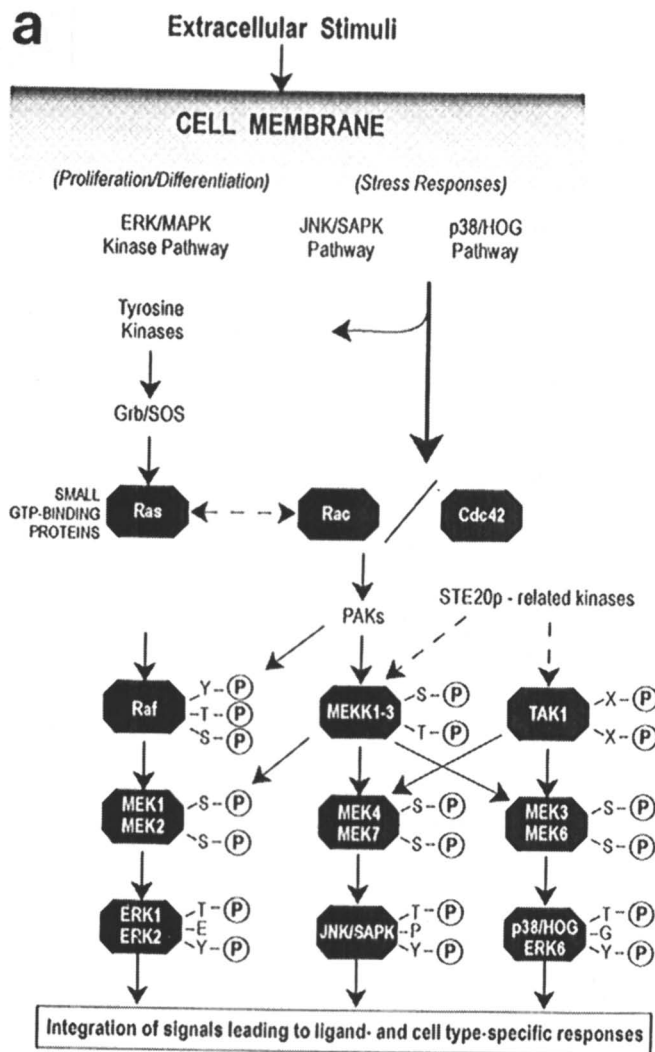 a
Extracellular Stimuli
CELL MEMBRANE
(Proliferation/Differentiation)
(Stress Responses)
ERK/MAPK
Kinase Pathway
JNK/SAPK
Pathway
p38/HOG
Pathway
Tyrosine
Kinases
Grb/SOS
SMALL
GTP-BINDING
PROTEINS
Ras
Rac
Cdc42
PAKs
STE20p - related kinases
Raf
Y-P
T-P
S-P
MEKK1-3
S-P
T-P
TAK1
X-P
X-P
MEK1
MEK2
S-P
S-P
MEK4
MEK7
S-P
S-P
MEK3
MEK6
S-P
S-P
ERK1
ERK2
T-P
E
Y-P
JNK/SAPK
T-P
P
Y-P
p38/HOG
ERK6
T-P
G
Y-P
Integration of signals leading to ligand- and cell type-specific responses